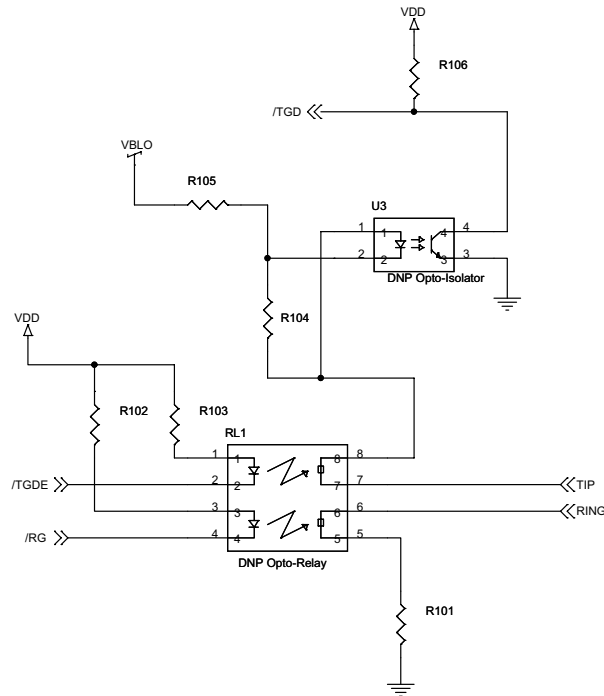 VDD
R106
/TGD
VBLO
R105
U3
1 1 4 4
2 2 3 3
DNP Opto-Isolator
R104
VDD
R102 R103
RL1
1 1 8 8
/TGDE 2 2 7 7 TIP
3 3 6 6 RING
/RG 4 4 5 5
DNP Opto-Relay
R101